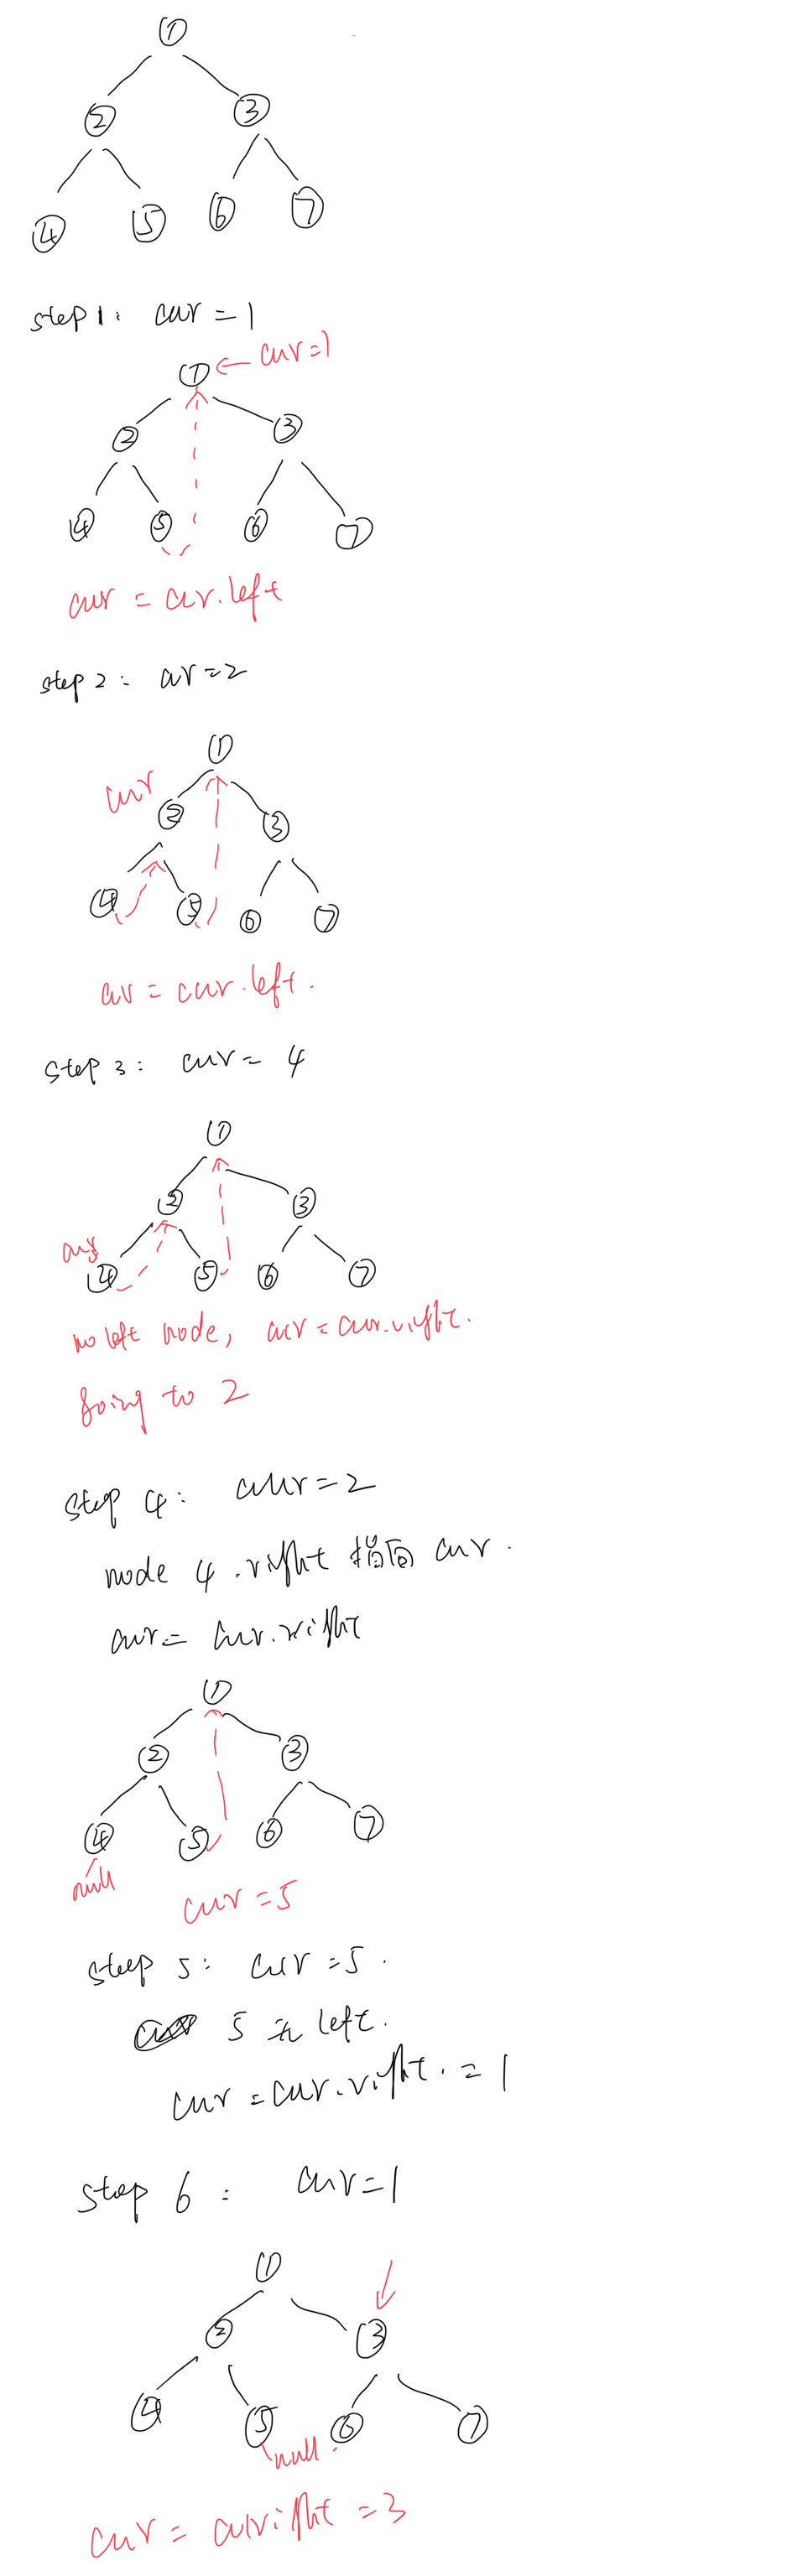 1
2 3
4 5 6 7
step 1: cur = 1
1 ← cur=1
2 3
4 5 6 7
cur = cur.left
step 2: cur=2
1
cur
2 3
4 5 6 7
cur = cur.left.
step 3: cur = 4
1
2 3
cur
4 5 6 7
no left node, cur = cur.right.
going to 2
step 4: cur=2
node 4.right 指向 cur.
cur = cur.right
1
2 3
4 5 6 7
null
cur = 5
step 5: cur = 5.
5 无 left.
cur = cur.right. = 1
step 6: cur=1
1
2 3
4 5 6 7
null
cur = curright = 3